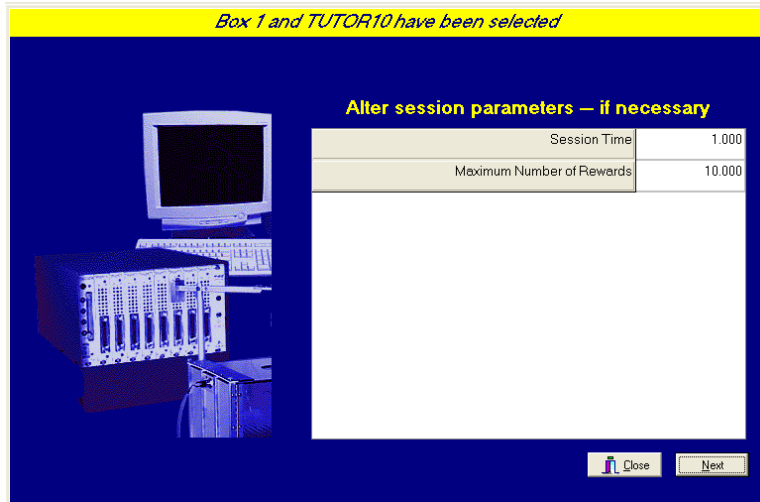 Box 1 and TUTOR10 have been selected
Alter session parameters – if necessary
Session Time 1.000
Maximum Number of Rewards 10.000
Close Next